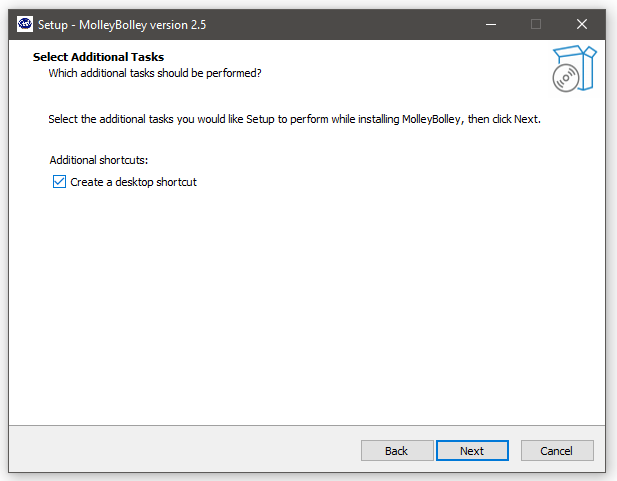 Setup - MolleyBolley version 2.5
Select Additional Tasks
Which additional tasks should be performed?
Select the additional tasks you would like Setup to perform while installing MolleyBolley, then click Next.
Additional shortcuts:
Create a desktop shortcut
Back Next Cancel